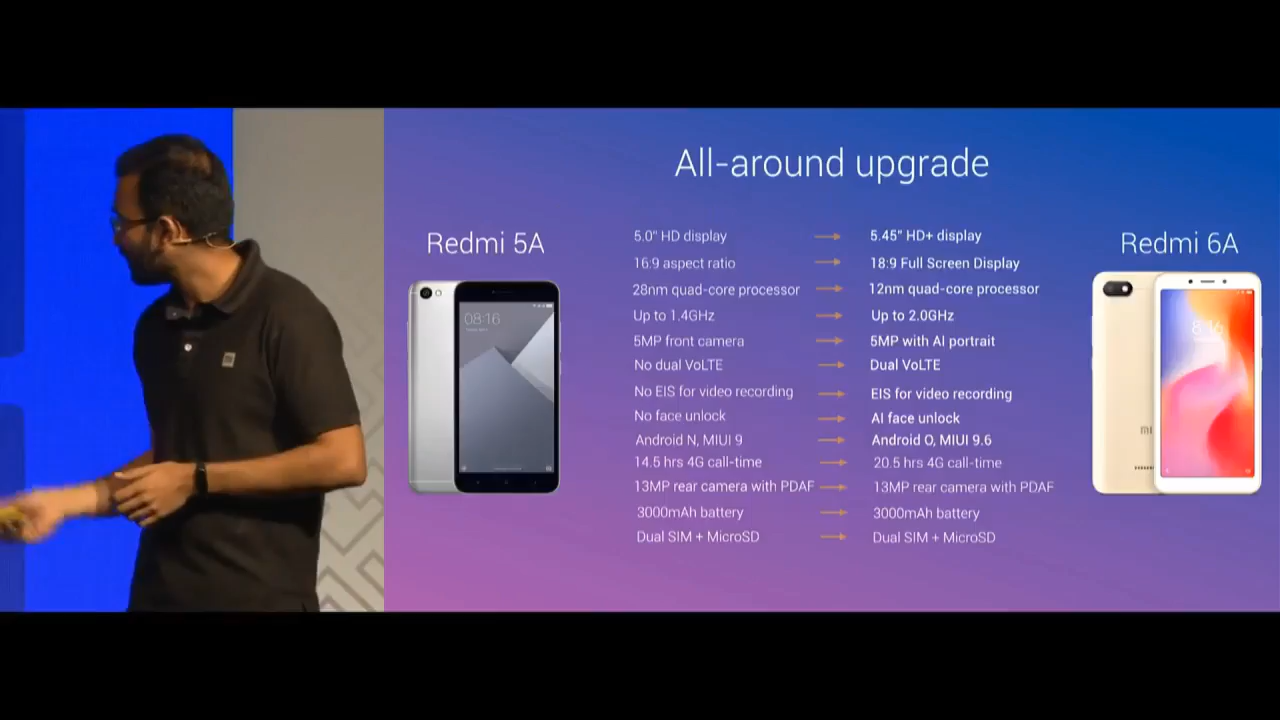 All-around upgrade
Redmi 5A
Redmi 6A
5.0" HD display → 5.45" HD+ display
16:9 aspect ratio → 18:9 Full Screen Display
28nm quad-core processor → 12nm quad-core processor
Up to 1.4GHz → Up to 2.0GHz
5MP front camera → 5MP with AI portrait
No dual VoLTE → Dual VoLTE
No EIS for video recording → EIS for video recording
No face unlock → AI face unlock
Android N, MIUI 9 → Android O, MIUI 9.6
14.5 hrs 4G call-time → 20.5 hrs 4G call-time
13MP rear camera with PDAF → 13MP rear camera with PDAF
3000mAh battery → 3000mAh battery
Dual SIM + MicroSD → Dual SIM + MicroSD
08:16
8:16
MI